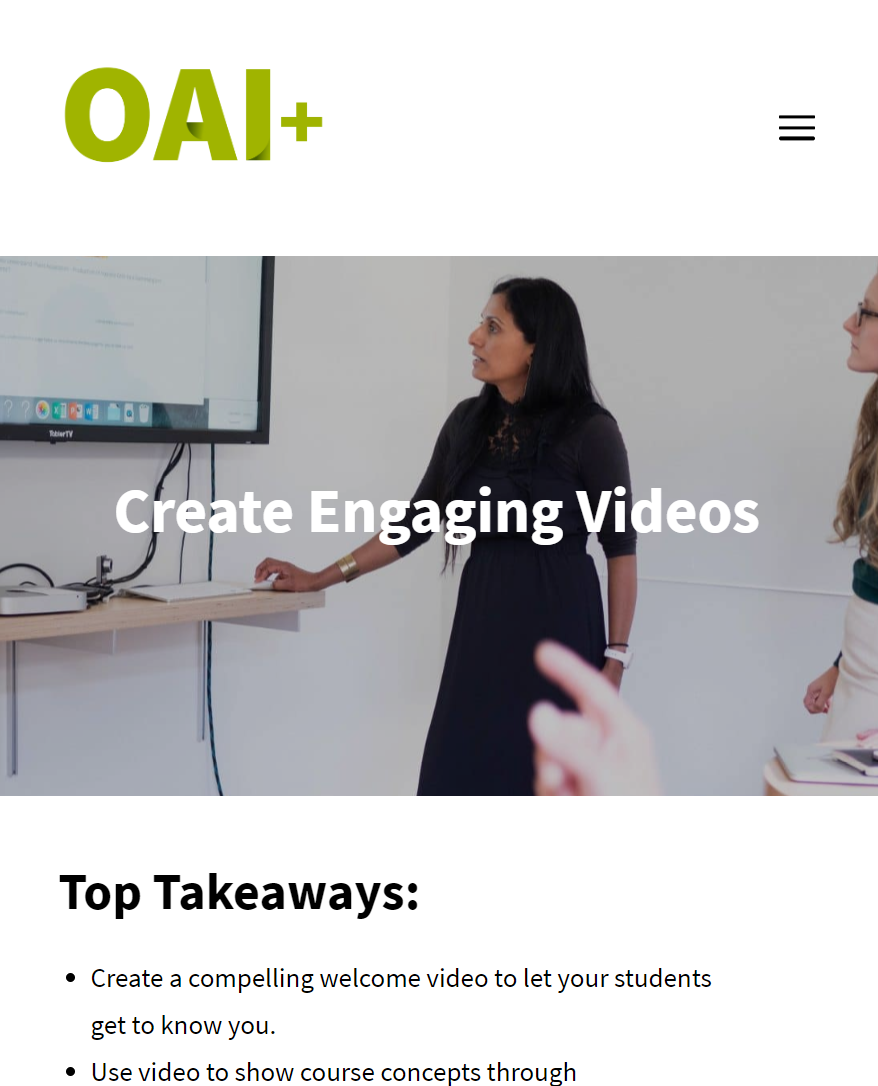 OAI+
Create Engaging Videos
Top Takeaways:
• Create a compelling welcome video to let your students
get to know you.
• Use video to show course concepts through